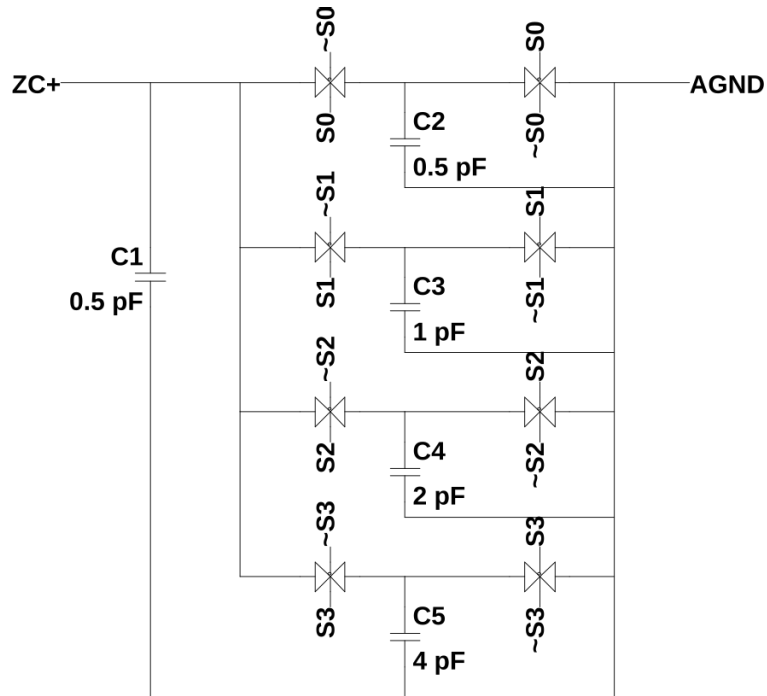 ~S0
S0
ZC+
AGND
S0
~S0
C2
0.5 pF
~S1
S1
C1
0.5 pF
S1
~S1
C3
1 pF
~S2
S2
S2
~S2
C4
2 pF
~S3
S3
S3
~S3
C5
4 pF